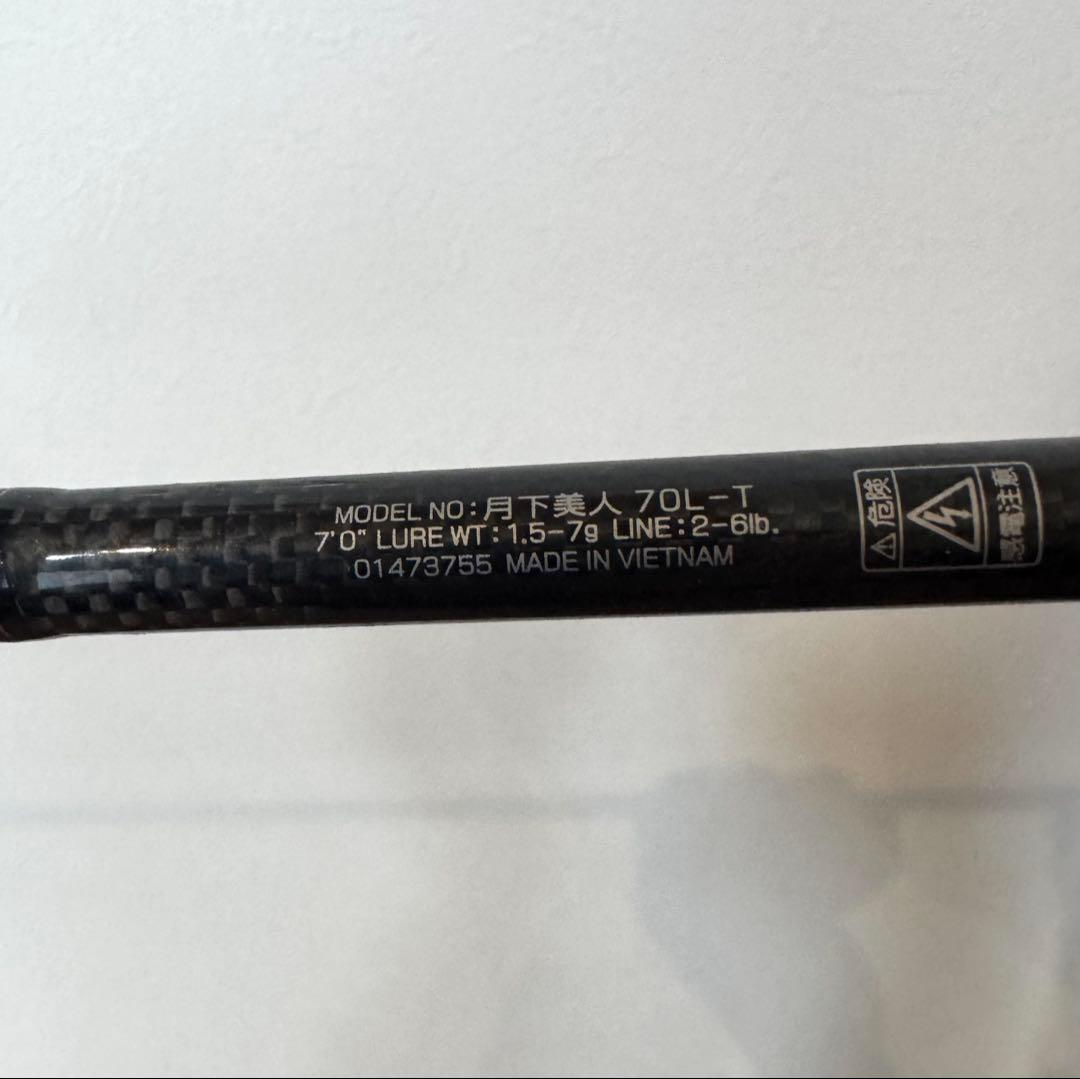 MODEL NO:月下美人 70L-T
7'0" LURE WT:1.5-7g LINE:2-6lb.
01473755 MADE IN VIETNAM
危険
感電注意